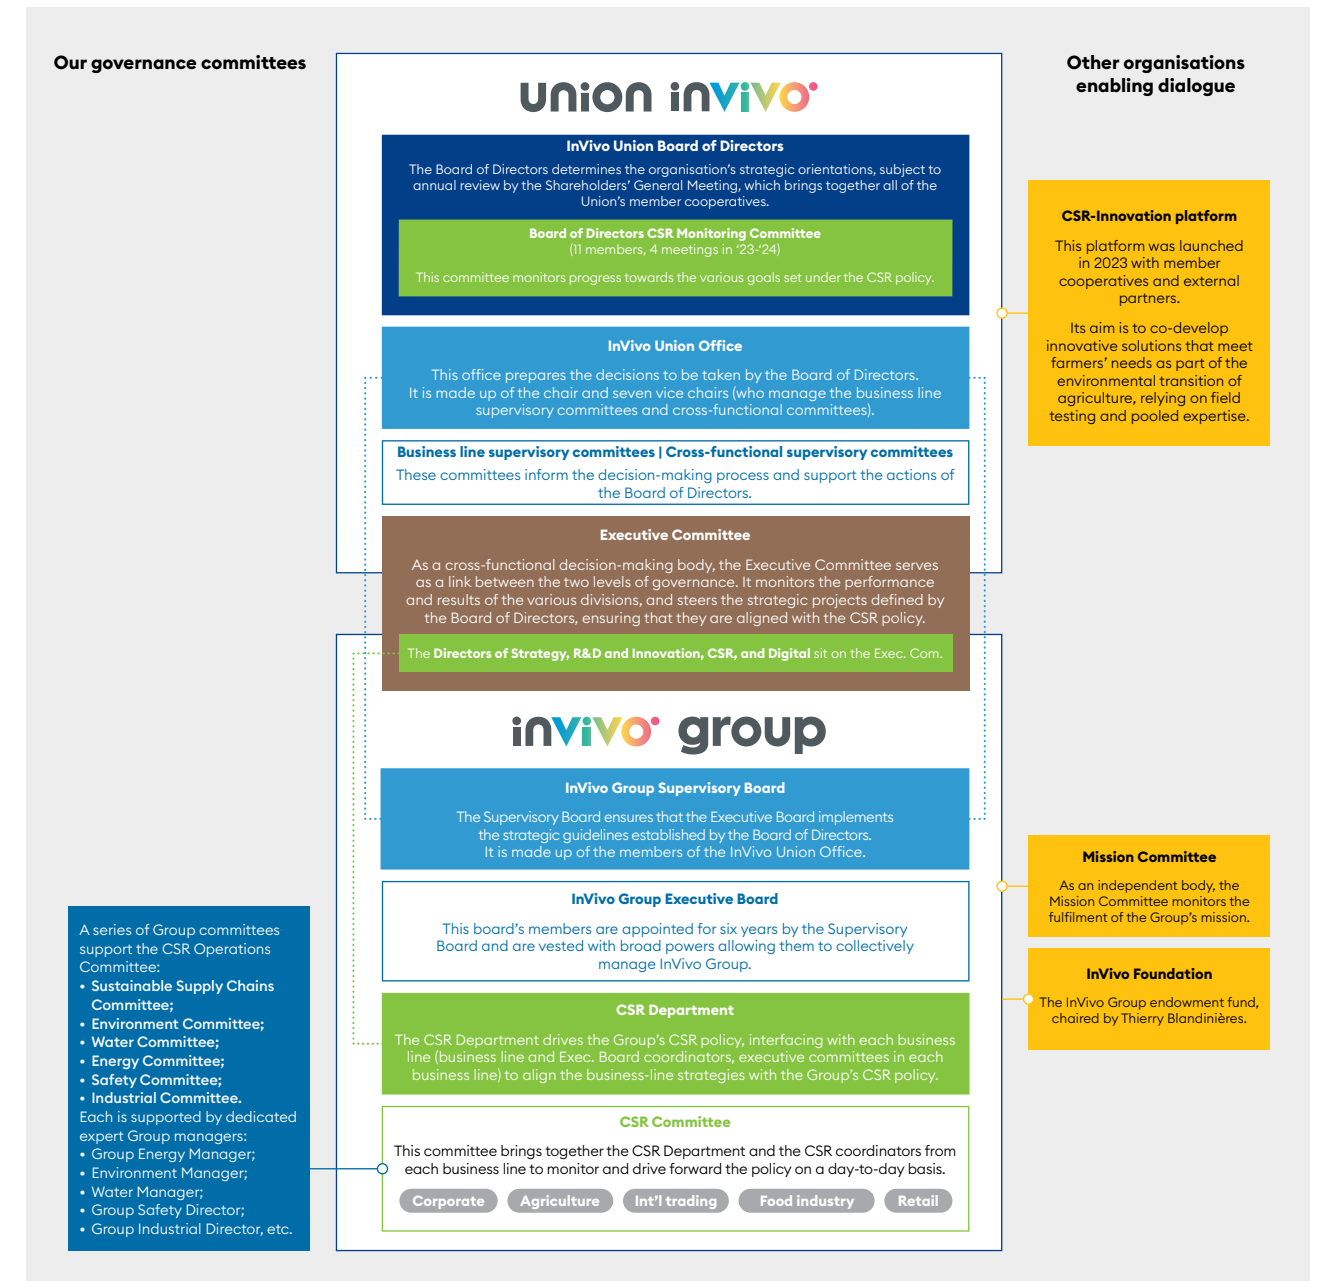 Our governance committees
union invivo
InVivo Union Board of Directors
The Board of Directors determines the organisation's strategic orientations, subject to
annual review by the Shareholders' General Meeting, which brings together all of the
Union's member cooperatives.
Board of Directors CSR Monitoring Committee
(11 members, 4 meetings in '23-'24)
This committee monitors progress towards the various goals set under the CSR policy.
InVivo Union Office
This office prepares the decisions to be taken by the Board of Directors.
It is made up of the chair and seven vice chairs (who manage the business line
supervisory committees and cross-functional committees).
Business line supervisory committees | Cross-functional supervisory committees
These committees inform the decision-making process and support the actions of
the Board of Directors.
Executive Committee
As a cross-functional decision-making body, the Executive Committee serves
as a link between the two levels of governance. It monitors the performance
and results of the various divisions, and steers the strategic projects defined by
the Board of Directors, ensuring that they are aligned with the CSR policy.
The Directors of Strategy, R&D and Innovation, CSR, and Digital sit on the Exec. Com.
invivo group
InVivo Group Supervisory Board
The Supervisory Board ensures that the Executive Board implements
the strategic guidelines established by the Board of Directors.
It is made up of the members of the InVivo Union Office.
InVivo Group Executive Board
This board's members are appointed for six years by the Supervisory
Board and are vested with broad powers allowing them to collectively
manage InVivo Group.
CSR Department
The CSR Department drives the Group's CSR policy, interfacing with each business
line (business line and Exec. Board coordinators, executive committees in each
business line) to align the business-line strategies with the Group's CSR policy.
CSR Committee
This committee brings together the CSR Department and the CSR coordinators from
each business line to monitor and drive forward the policy on a day-to-day basis.
Corporate
Agriculture
Int'l trading
Food industry
Retail
A series of Group committees
support the CSR Operations
Committee:
• Sustainable Supply Chains
Committee;
• Environment Committee;
• Water Committee;
• Energy Committee;
• Safety Committee;
• Industrial Committee.
Each is supported by dedicated
expert Group managers:
• Group Energy Manager;
• Environment Manager;
• Water Manager;
• Group Safety Director;
• Group Industrial Director, etc.
Other organisations
enabling dialogue
CSR-Innovation platform
This platform was launched
in 2023 with member
cooperatives and external
partners.
Its aim is to co-develop
innovative solutions that meet
farmers' needs as part of the
environmental transition of
agriculture, relying on field
testing and pooled expertise.
Mission Committee
As an independent body, the
Mission Committee monitors the
fulfilment of the Group's mission.
InVivo Foundation
The InVivo Group endowment fund,
chaired by Thierry Blandinières.